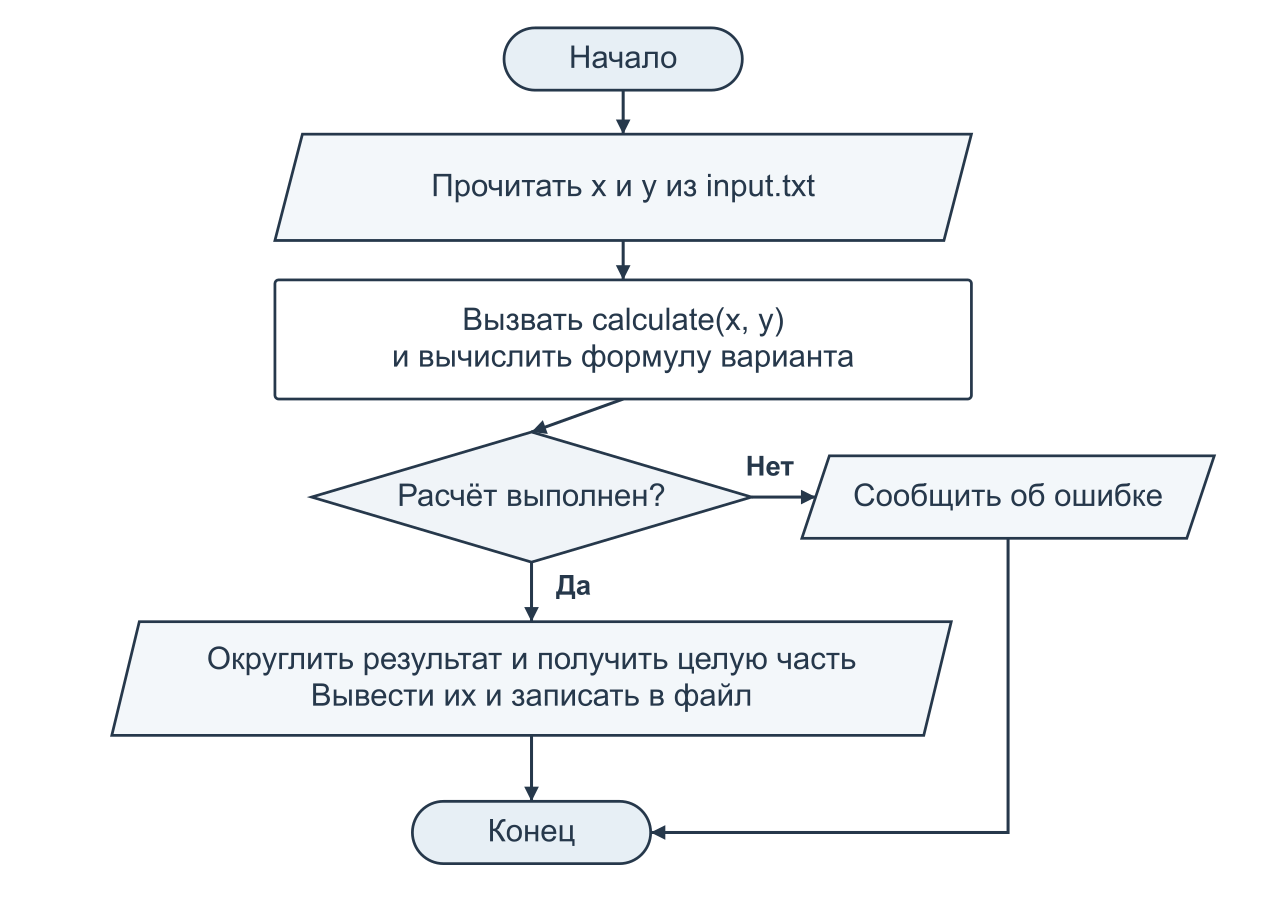 Начало
Прочитать x и y из input.txt
Вызвать calculate(x, y)
и вычислить формулу варианта
Расчёт выполнен?
Нет
Сообщить об ошибке
Да
Округлить результат и получить целую часть
Вывести их и записать в файл
Конец